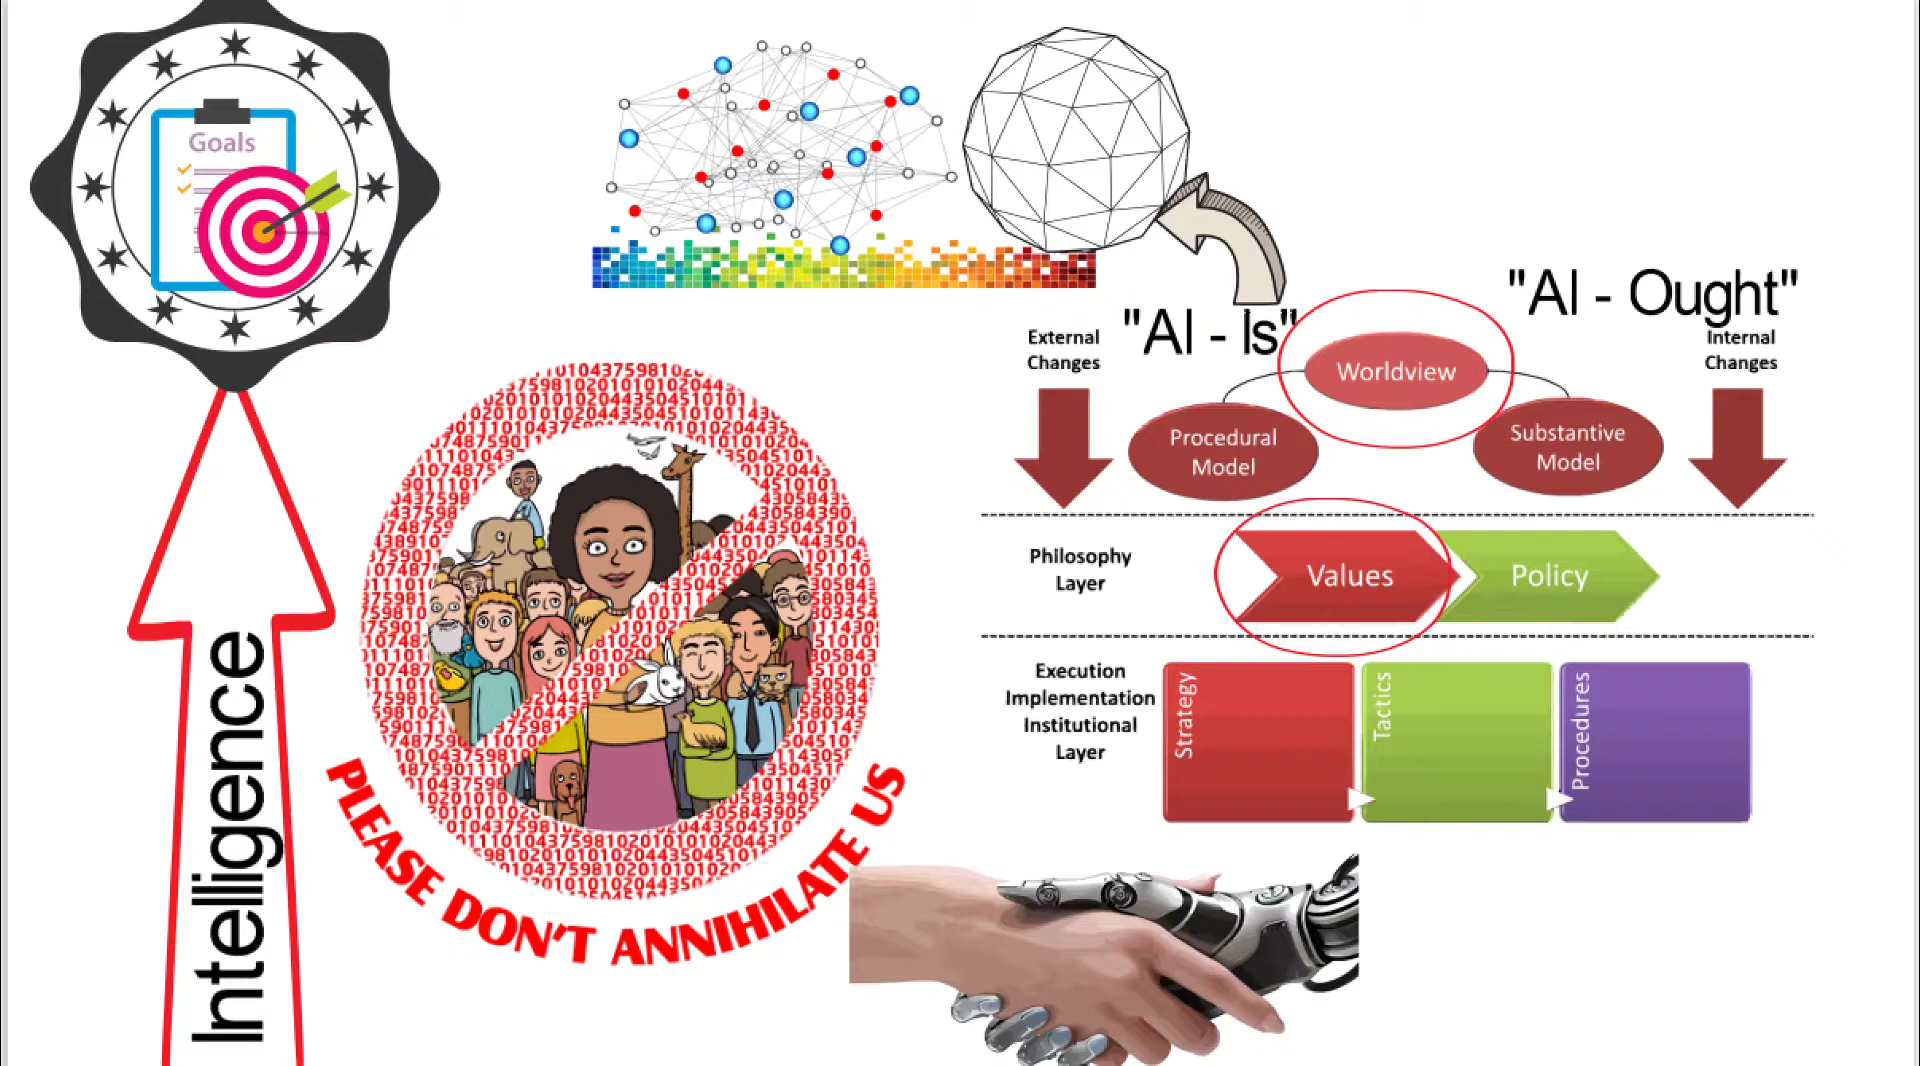 Goals
"AI - Is"
"AI - Ought"
External
Changes
Internal
Changes
Worldview
Procedural
Model
Substantive
Model
Philosophy
Layer
Values
Policy
Execution
Implementation
Institutional
Layer
Strategy
Tactics
Procedures
Intelligence
PLEASE DON'T ANNIHILATE US